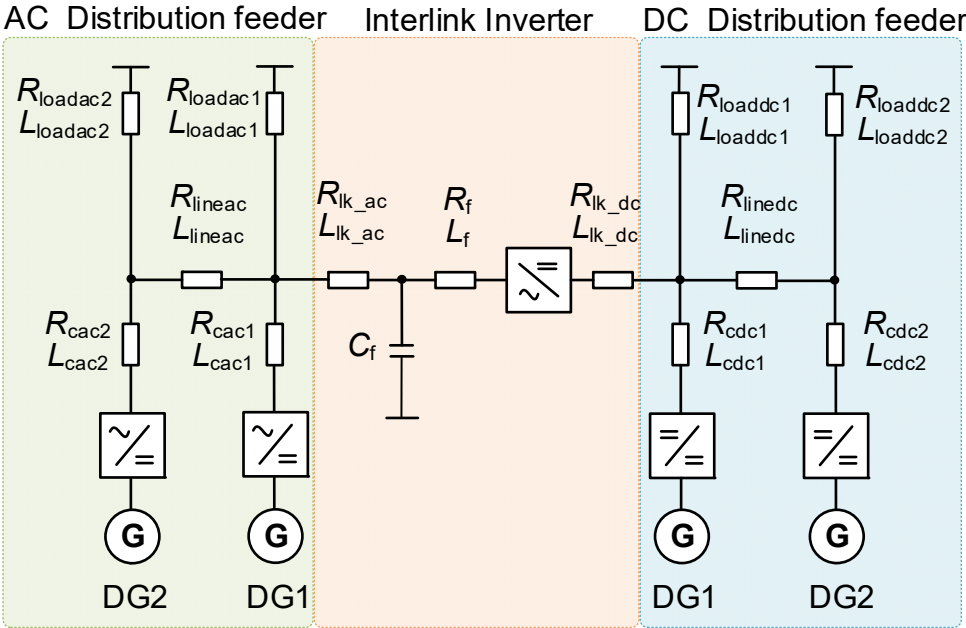 AC Distribution feeder
Interlink Inverter
DC Distribution feeder
Rloadac2
Lloadac2
Rloadac1
Lloadac1
Rlineac
Llineac
Rcac2
Lcac2
Rcac1
Lcac1
G
G
DG2
DG1
Rlk_ac
Llk_ac
Rf
Lf
Rlk_dc
Llk_dc
Cf
Rloaddc1
Lloaddc1
Rloaddc2
Lloaddc2
Rlinedc
Llinedc
Rcdc1
Lcdc1
Rcdc2
Lcdc2
G
G
DG1
DG2